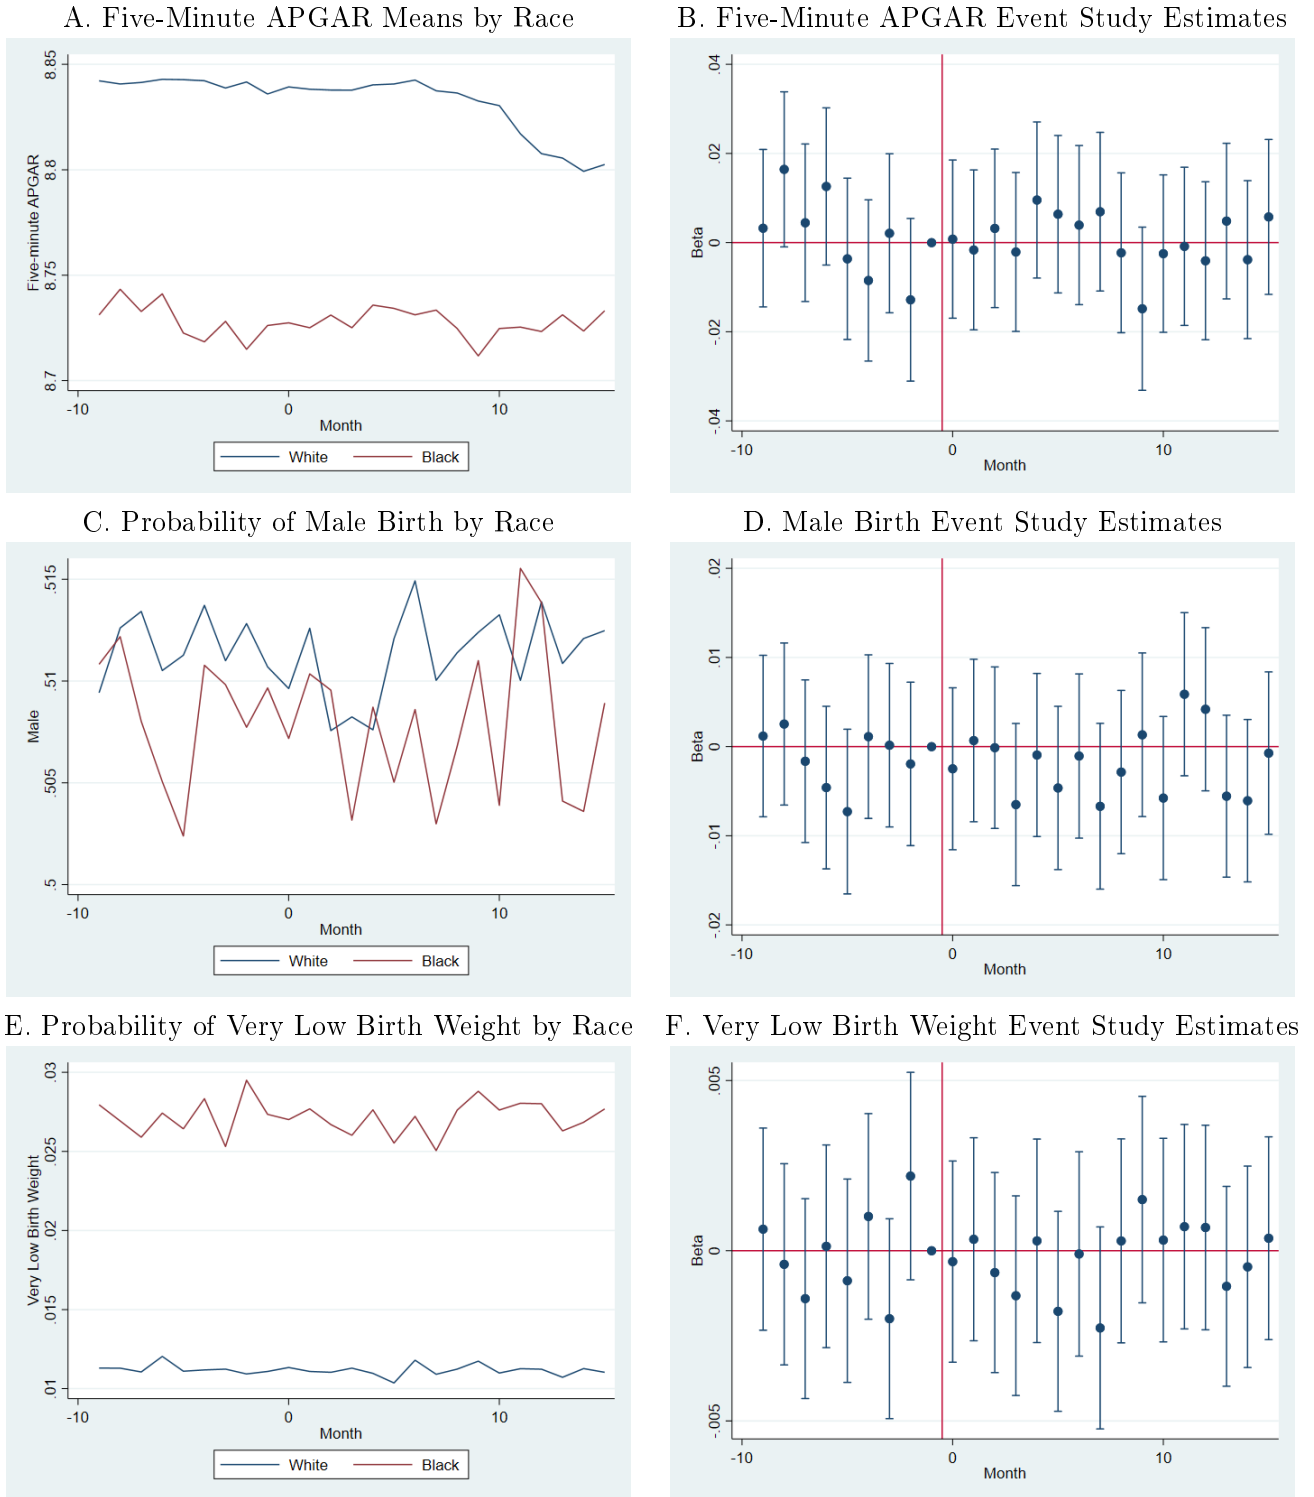 A. Five-Minute APGAR Means by Race
8.85
8.8
8.75
8.7
Five-minute APGAR
-10
0
10
Month
White
Black
B. Five-Minute APGAR Event Study Estimates
.04
.02
0
-.02
-.04
Beta
-10
0
10
Month
C. Probability of Male Birth by Race
.515
.51
.505
.5
Male
-10
0
10
Month
White
Black
D. Male Birth Event Study Estimates
.02
.01
0
-.01
-.02
Beta
-10
0
10
Month
E. Probability of Very Low Birth Weight by Race
.03
.025
.02
.015
.01
Very Low Birth Weight
-10
0
10
Month
White
Black
F. Very Low Birth Weight Event Study Estimates
.005
0
-.005
Beta
-10
0
10
Month